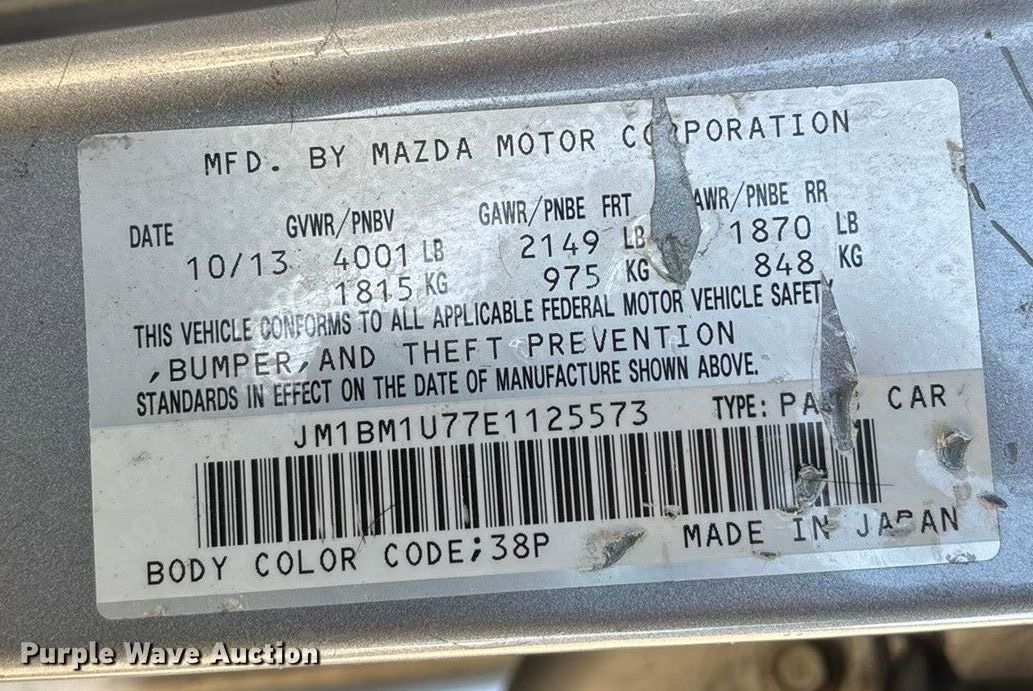 MFD. BY MAZDA MOTOR CORPORATION
DATE GVWR/PNBV GAWR/PNBE FRT AWR/PNBE RR
10/13 4001 LB 2149 LB 1870 LB
1815 KG 975 KG 848 KG
THIS VEHICLE CONFORMS TO ALL APPLICABLE FEDERAL MOTOR VEHICLE SAFETY
,BUMPER,AND THEFT PREVENTION
STANDARDS IN EFFECT ON THE DATE OF MANUFACTURE SHOWN ABOVE.
JM1BM1U77E1125573 TYPE: CAR
BODY COLOR CODE;38P MADE IN JAPAN
Purple Wave Auction